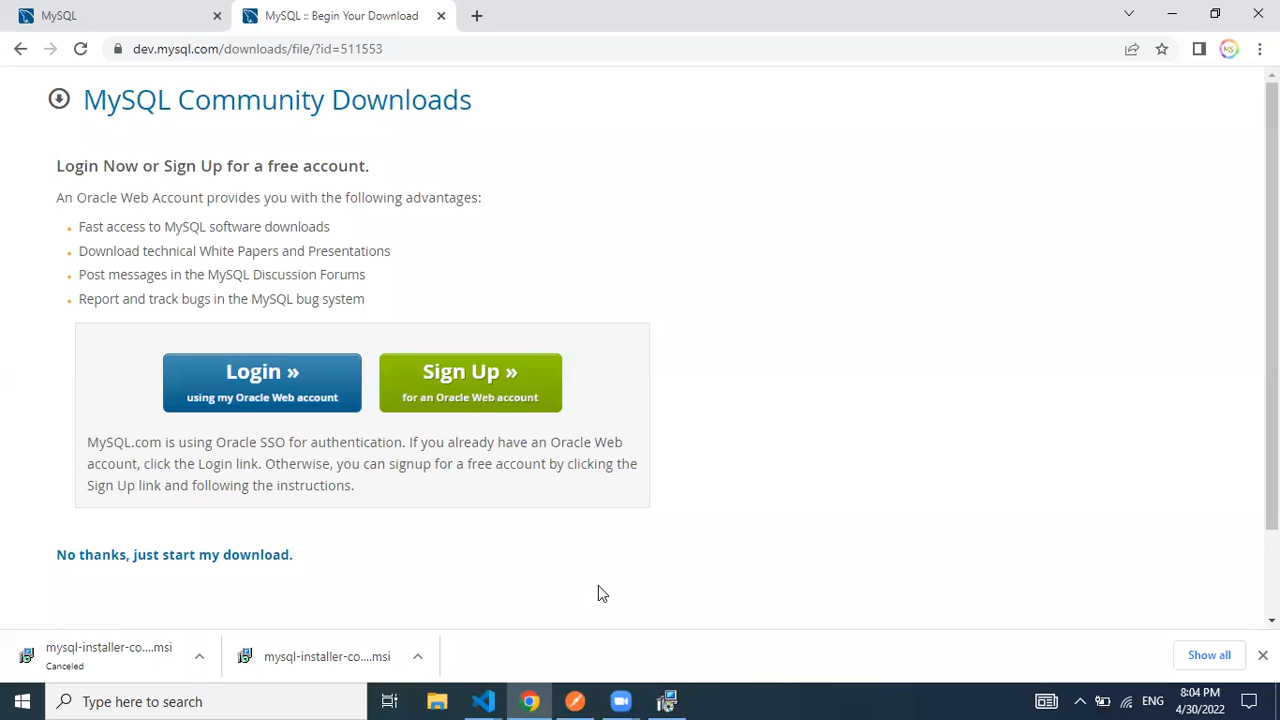 MySQL
MySQL :: Begin Your Download
dev.mysql.com/downloads/file/?id=511553
MS
MySQL Community Downloads
Login Now or Sign Up for a free account.
An Oracle Web Account provides you with the following advantages:
Fast access to MySQL software downloads
Download technical White Papers and Presentations
Post messages in the MySQL Discussion Forums
Report and track bugs in the MySQL bug system
Login »
using my Oracle Web account
Sign Up »
for an Oracle Web account
MySQL.com is using Oracle SSO for authentication. If you already have an Oracle Web
account, click the Login link. Otherwise, you can signup for a free account by clicking the
Sign Up link and following the instructions.
No thanks, just start my download.
mysql-installer-co....msi
Canceled
mysql-installer-co....msi
Show all
Type here to search
ENG
8:04 PM
4/30/2022